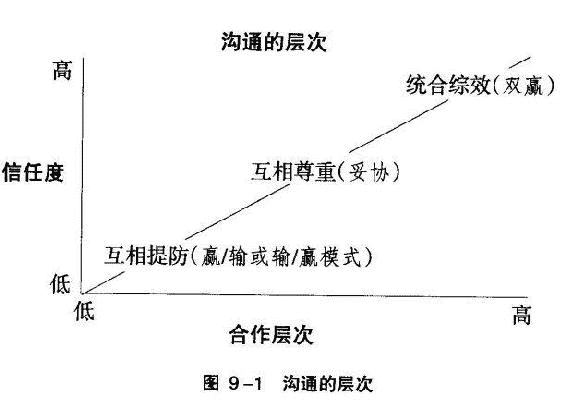 沟通的层次
高
统合综效(双赢)
信任度
互相尊重(妥协)
互相提防(赢/输或输/赢模式)
低
低
高
合作层次
图 9-1 沟通的层次